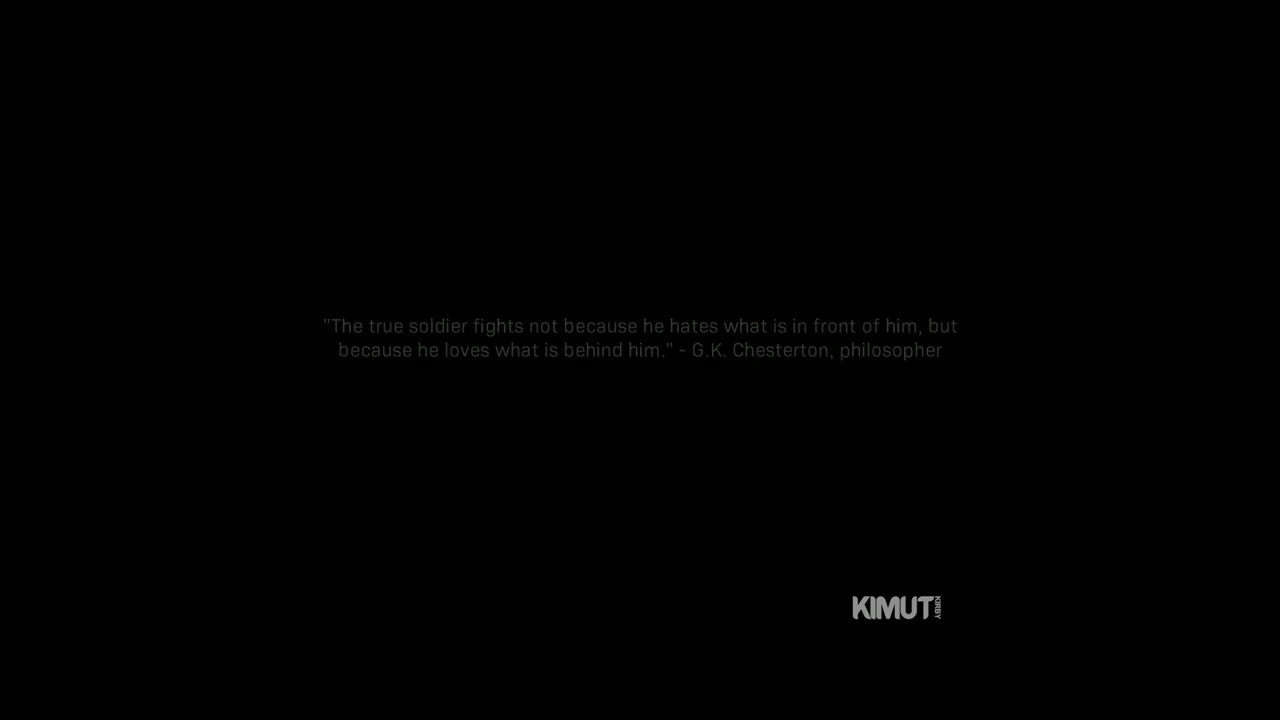 "The true soldier fights not because he hates what is in front of him, but
because he loves what is behind him." - G.K. Chesterton, philosopher
KIMUT KIRBY